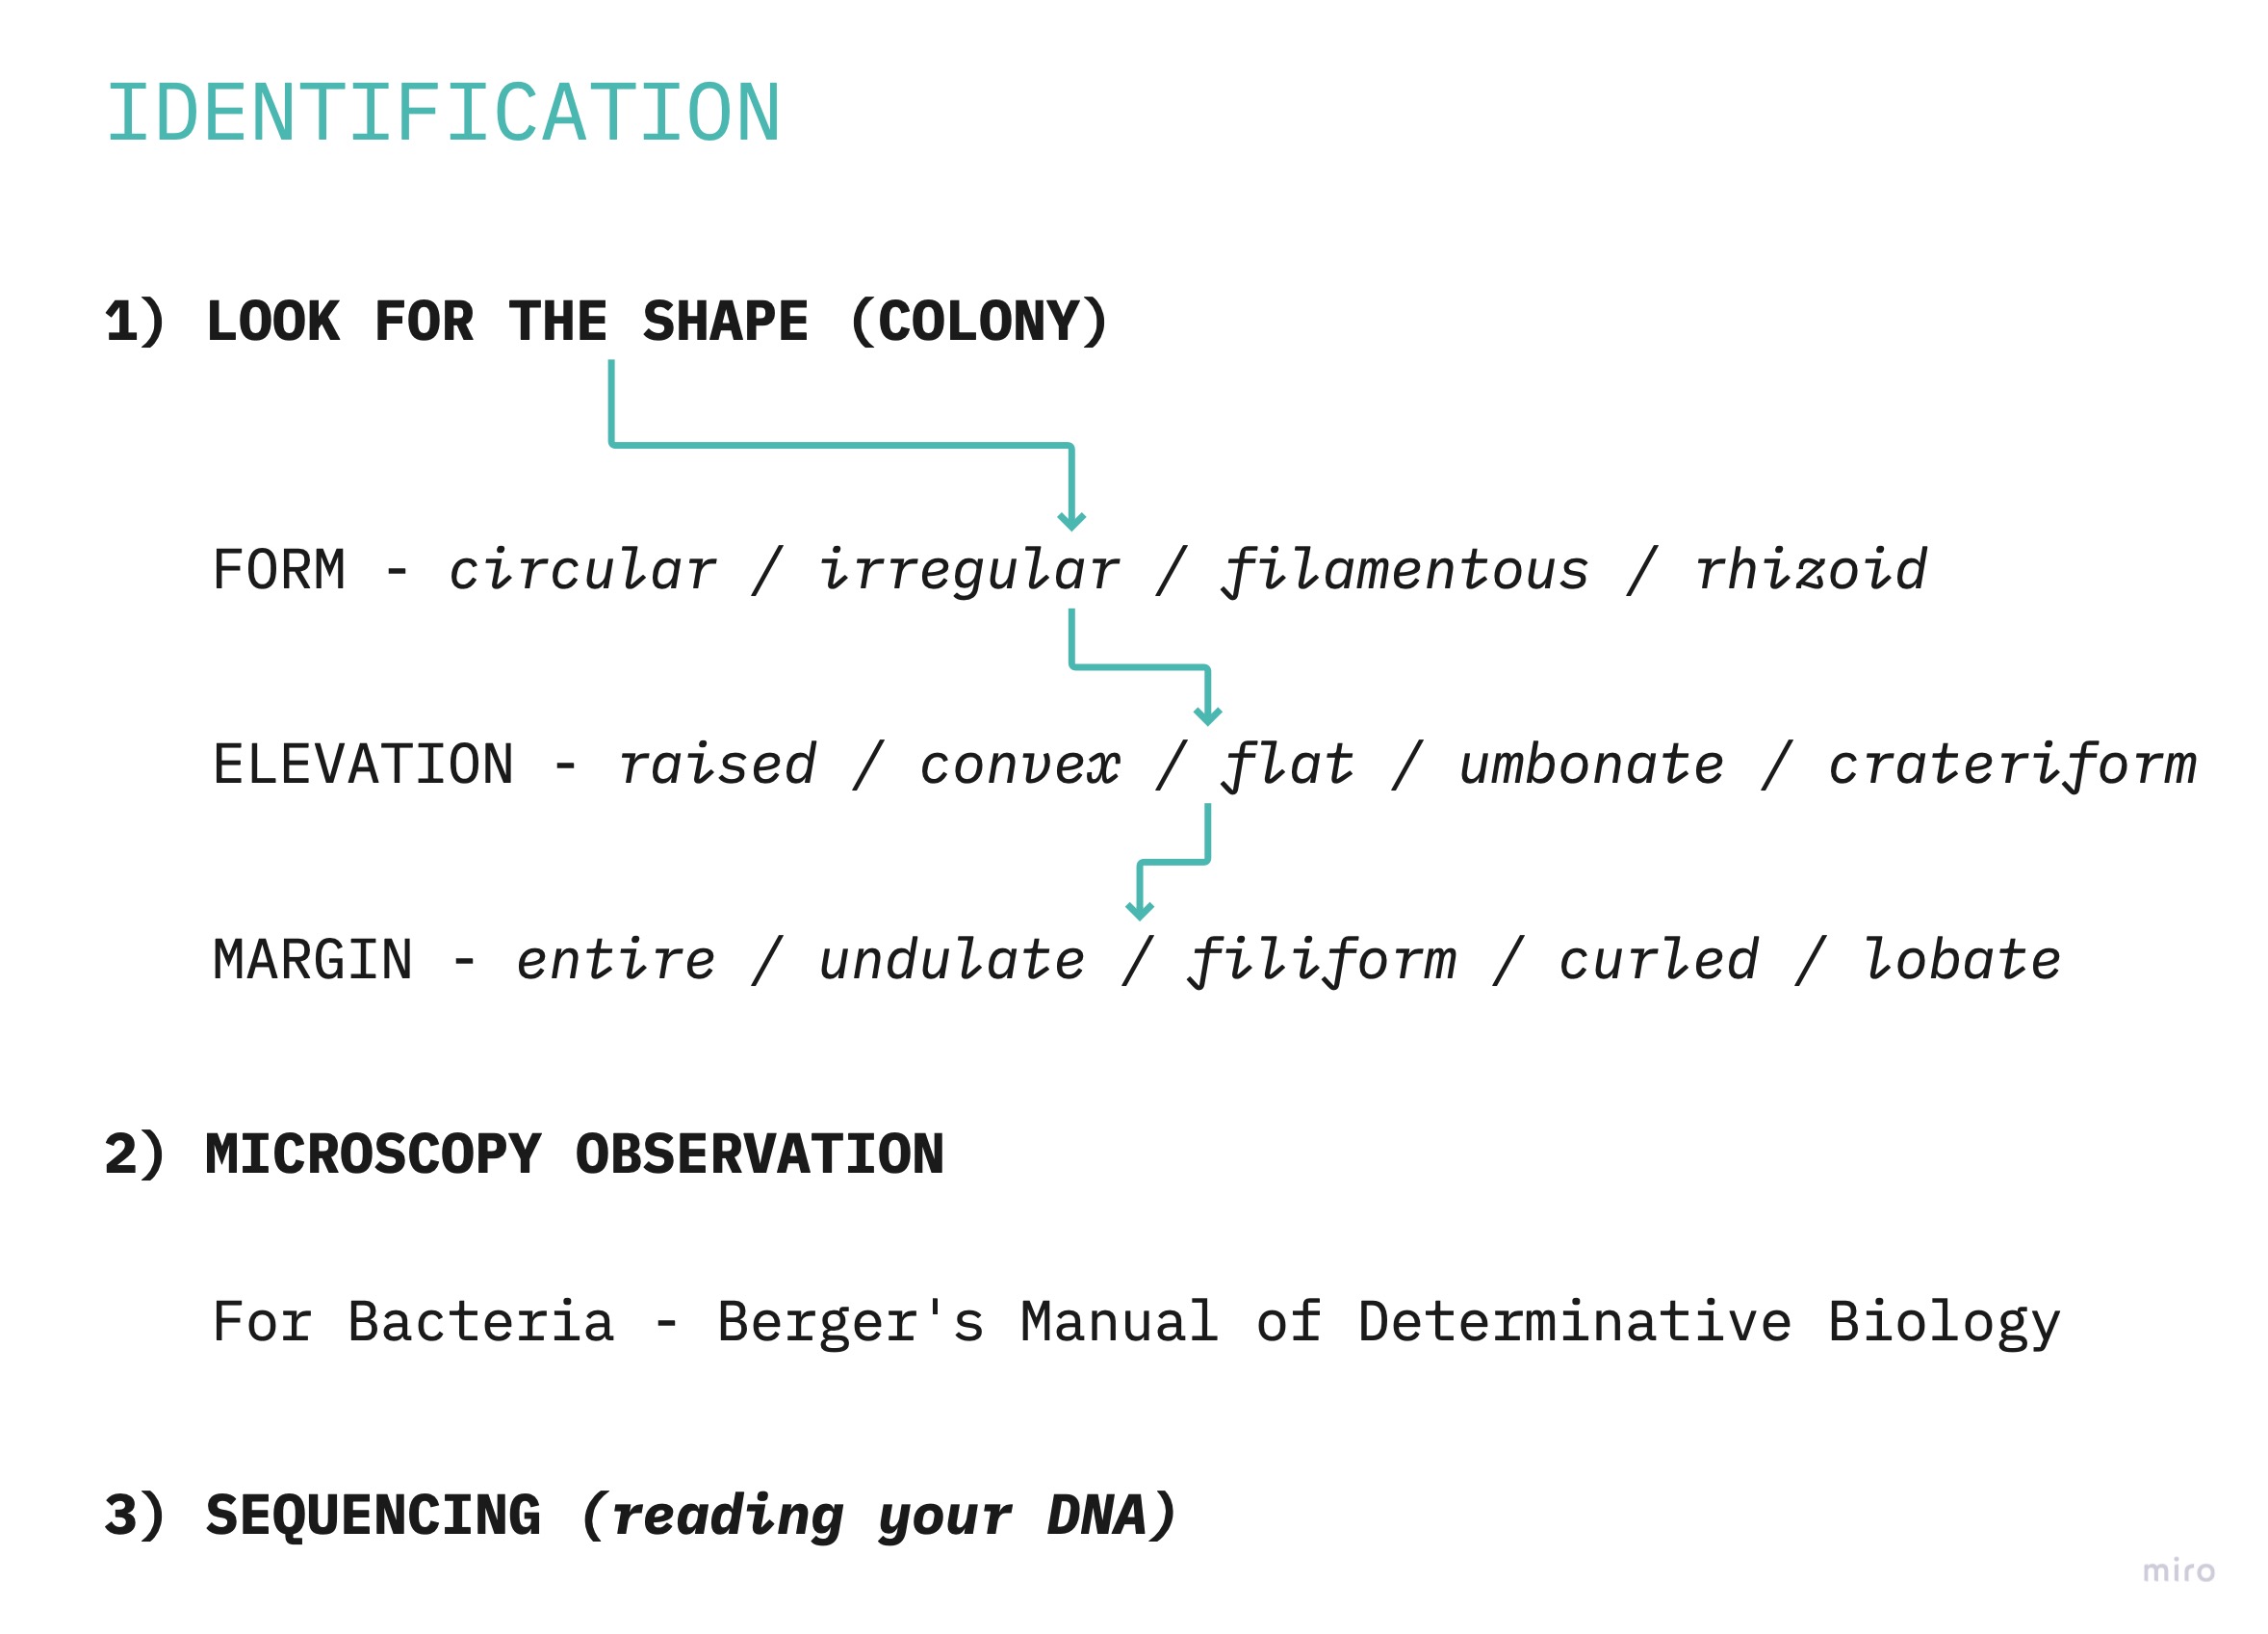 IDENTIFICATION
1) LOOK FOR THE SHAPE (COLONY)
FORM - circular / irregular / filamentous / rhizoid
ELEVATION - raised / convex / flat / umbonate / crateriform
MARGIN - entire / undulate / filiform / curled / lobate
2) MICROSCOPY OBSERVATION
For Bacteria - Berger's Manual of Determinative Biology
3) SEQUENCING (reading your DNA)
miro